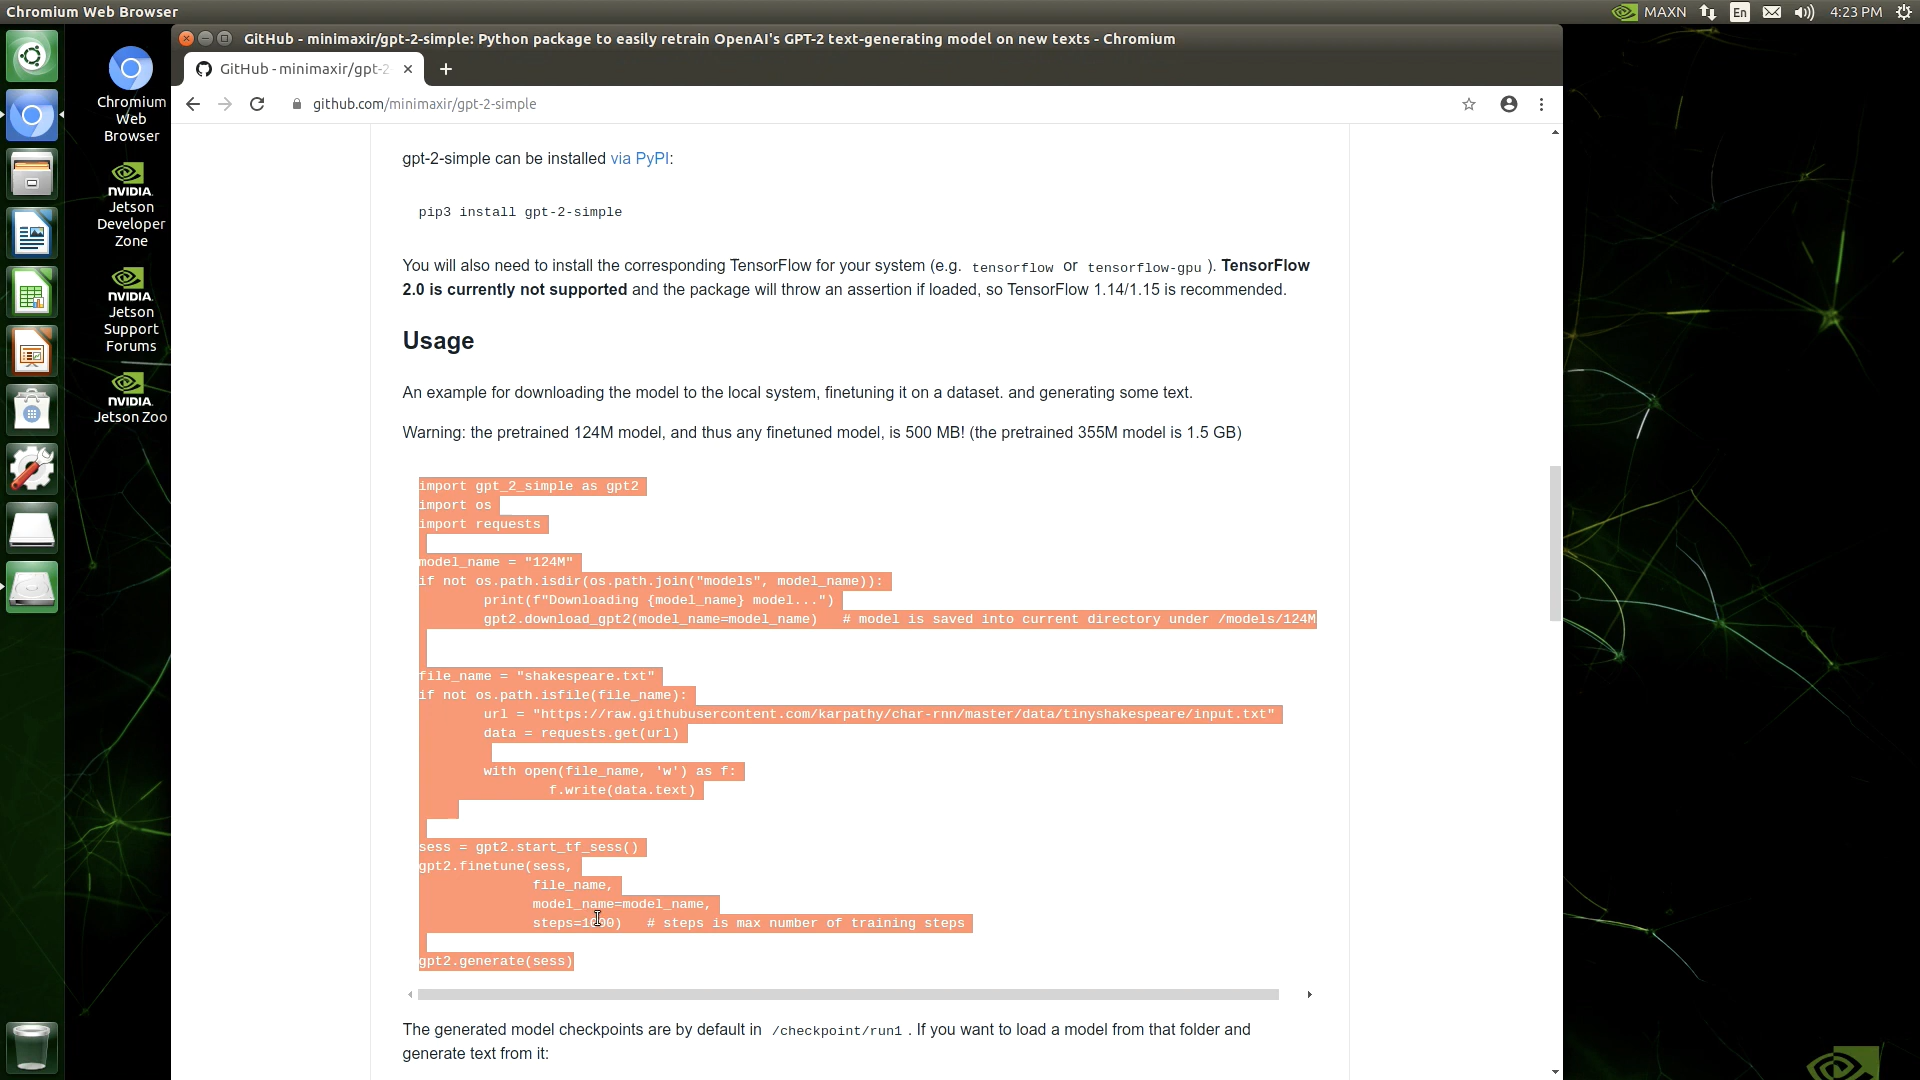 Chromium Web Browser
MAXN
En
4:23 PM
Chromium
Web
Browser
NVIDIA.
Jetson
Developer
Zone
NVIDIA.
Jetson
Support
Forums
NVIDIA.
Jetson Zoo
GitHub - minimaxir/gpt-2-simple: Python package to easily retrain OpenAI's GPT-2 text-generating model on new texts - Chromium
GitHub - minimaxir/gpt-2
github.com/minimaxir/gpt-2-simple
gpt-2-simple can be installed via PyPI:
pip3 install gpt-2-simple
You will also need to install the corresponding TensorFlow for your system (e.g. tensorflow or tensorflow-gpu ). TensorFlow
2.0 is currently not supported and the package will throw an assertion if loaded, so TensorFlow 1.14/1.15 is recommended.
Usage
An example for downloading the model to the local system, finetuning it on a dataset. and generating some text.
Warning: the pretrained 124M model, and thus any finetuned model, is 500 MB! (the pretrained 355M model is 1.5 GB)
import gpt_2_simple as gpt2
import os
import requests
model_name = "124M"
if not os.path.isdir(os.path.join("models", model_name)):
        print(f"Downloading {model_name} model...")
        gpt2.download_gpt2(model_name=model_name)   # model is saved into current directory under /models/124M
file_name = "shakespeare.txt"
if not os.path.isfile(file_name):
        url = "https://raw.githubusercontent.com/karpathy/char-rnn/master/data/tinyshakespeare/input.txt"
        data = requests.get(url)
        with open(file_name, 'w') as f:
                f.write(data.text)
sess = gpt2.start_tf_sess()
gpt2.finetune(sess,
              file_name,
              model_name=model_name,
              steps=1000)   # steps is max number of training steps
gpt2.generate(sess)
The generated model checkpoints are by default in /checkpoint/run1 . If you want to load a model from that folder and
generate text from it: